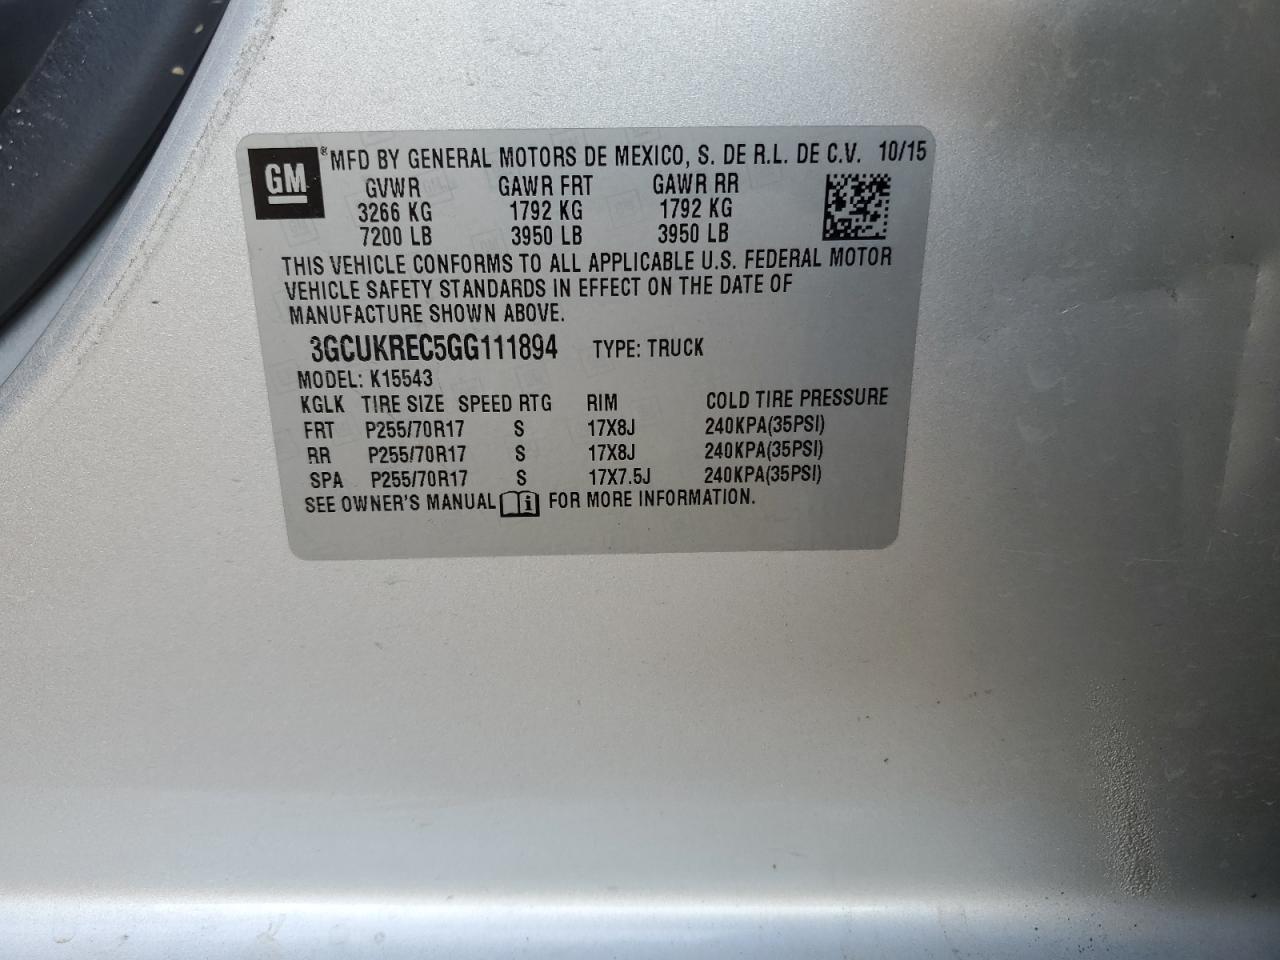 GM ® MFD BY GENERAL MOTORS DE MEXICO, S. DE R.L. DE C.V. 10/15
GVWR GAWR FRT GAWR RR
3266 KG 1792 KG 1792 KG
7200 LB 3950 LB 3950 LB
THIS VEHICLE CONFORMS TO ALL APPLICABLE U.S. FEDERAL MOTOR
VEHICLE SAFETY STANDARDS IN EFFECT ON THE DATE OF
MANUFACTURE SHOWN ABOVE.
3GCUKREC5GG111894 TYPE: TRUCK
MODEL: K15543
KGLK TIRE SIZE SPEED RTG RIM COLD TIRE PRESSURE
FRT P255/70R17 S 17X8J 240KPA(35PSI)
RR P255/70R17 S 17X8J 240KPA(35PSI)
SPA P255/70R17 S 17X7.5J 240KPA(35PSI)
SEE OWNER'S MANUAL i FOR MORE INFORMATION.